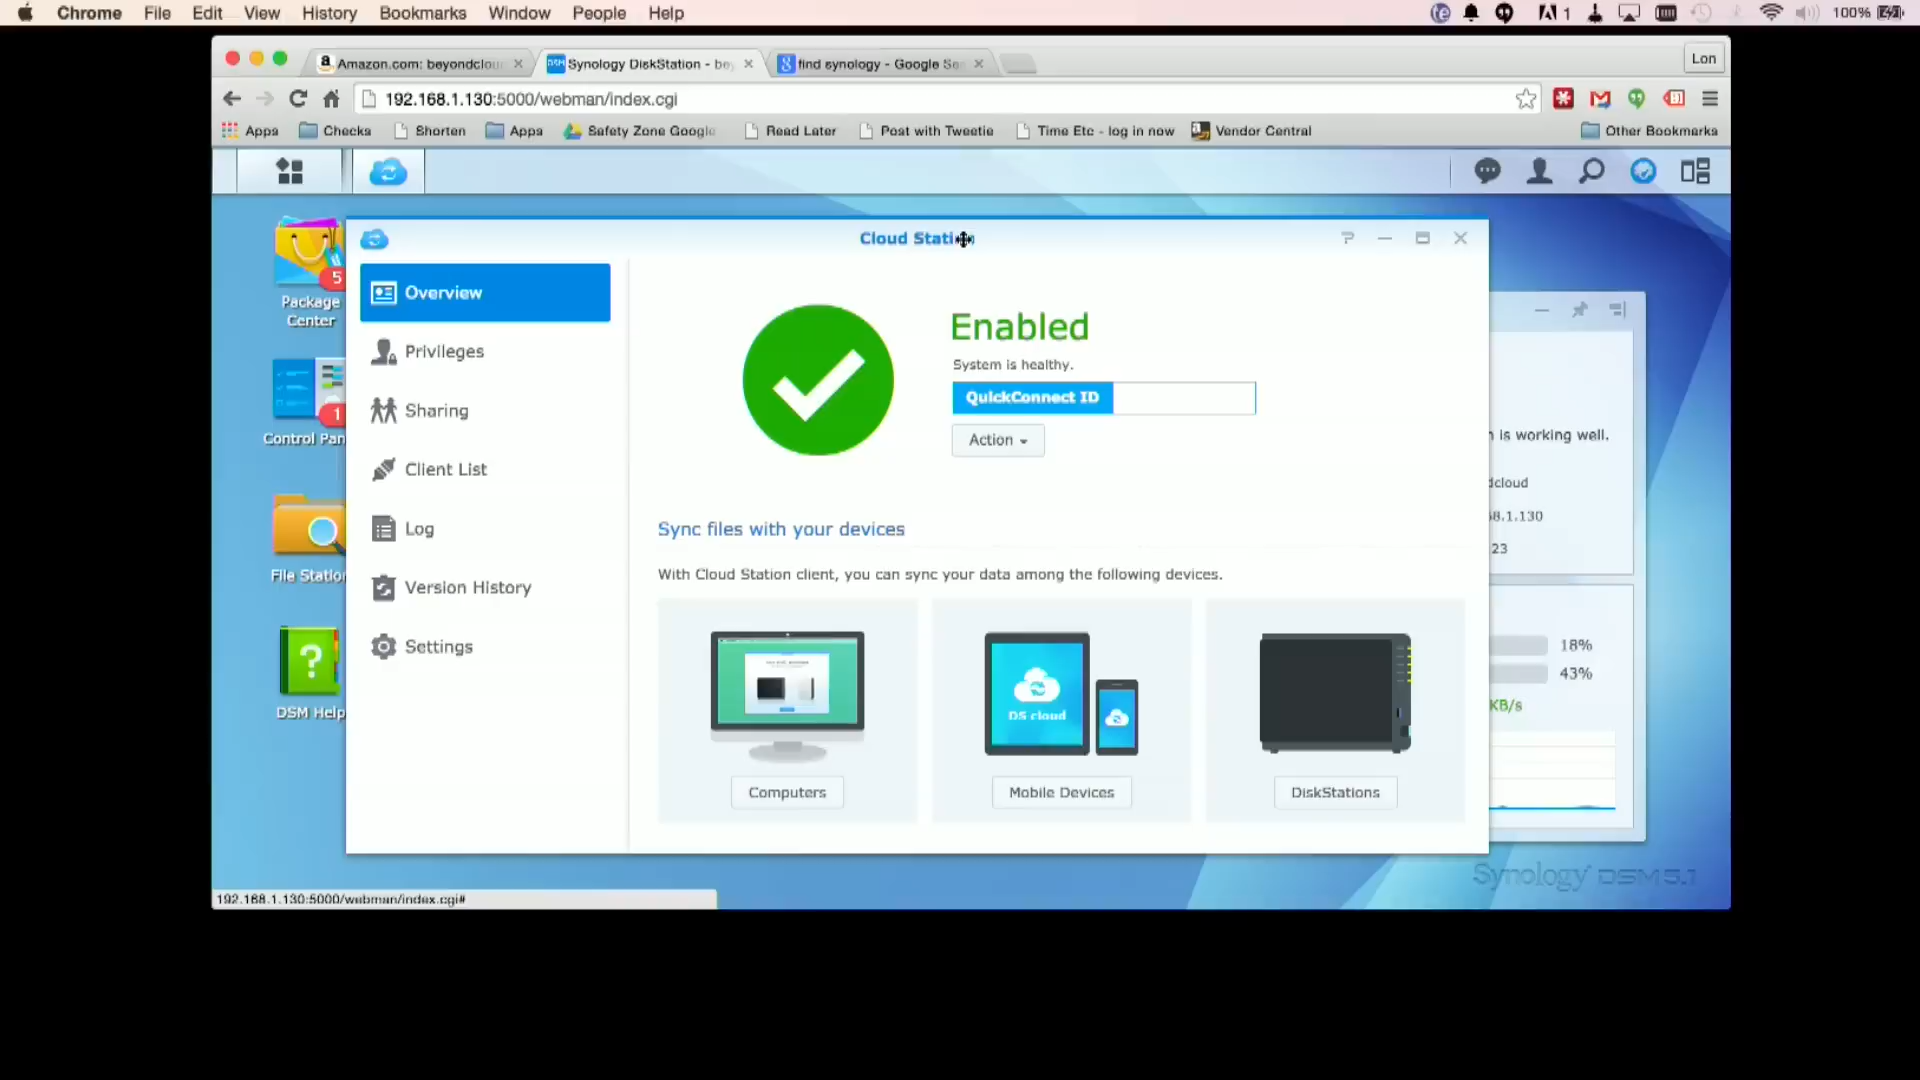 Chrome File Edit View History Bookmarks Window People Help 1 100%
Amazon.com: beyondclou Synology DiskStation - be find synology - Google Se Lon
192.168.1.130:5000/webman/index.cgi
Apps Checks Shorten Apps Safety Zone Google Read Later Post with Tweetie Time Etc - log in now Vendor Central Other Bookmarks
Cloud Stati
5
Package
Center
1
Control Pan
File Station
?
DSM Help
Overview
Privileges
Sharing
Client List
Log
Version History
Settings
Enabled
System is healthy.
QuickConnect ID
Action
Sync files with your devices
With Cloud Station client, you can sync your data among the following devices.
DS cloud
Computers
Mobile Devices
DiskStations
is working well.
dcloud
8.1.130
23
18%
43%
KB/s
Synology DSM 5.1
192.168.1.130:5000/webman/index.cgi#